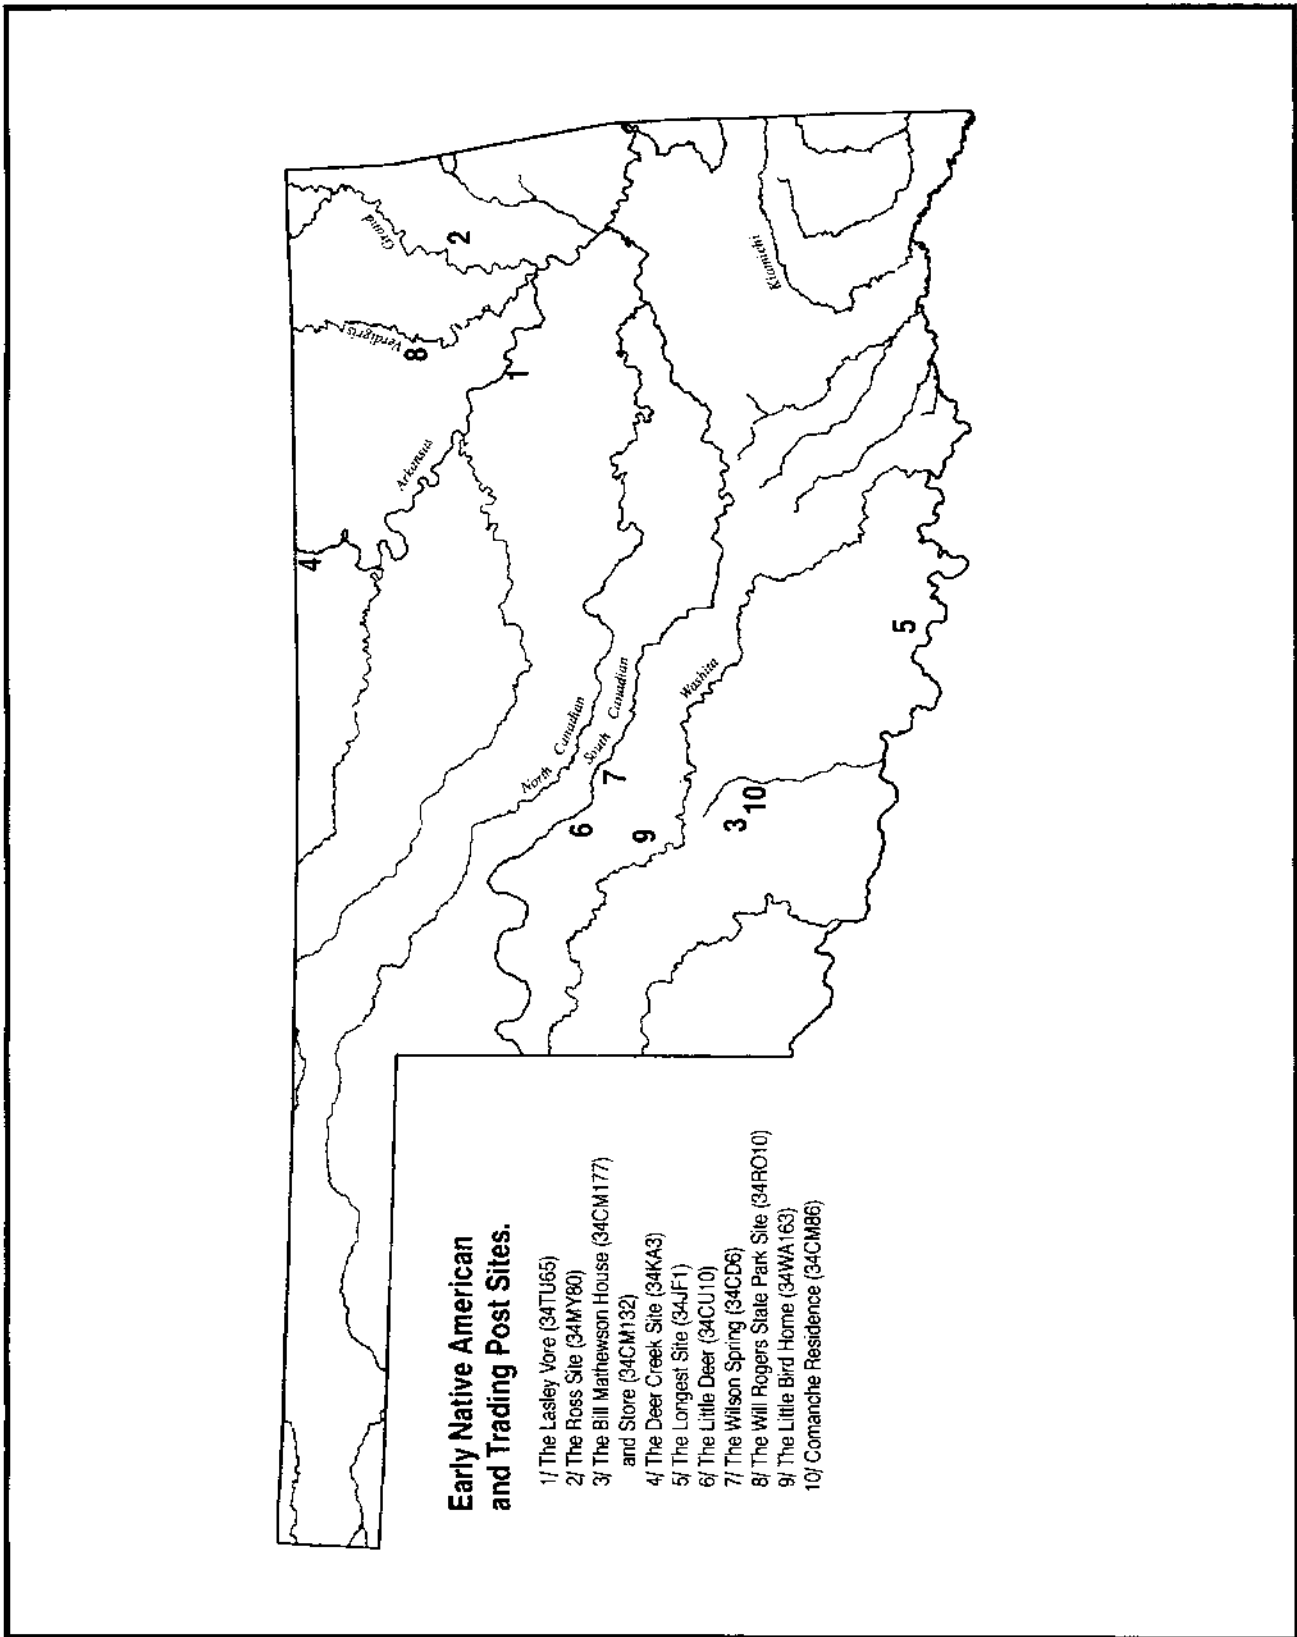 Early Native American
and Trading Post Sites.
1/ The Lasley Vore (34TU65)
2/ The Ross Site (34MY80)
3/ The Bill Mathewson House (34CM177)
and Store (34CM132)
4/ The Deer Creek Site (34KA3)
5/ The Longest Site (34JF1)
6/ The Little Deer (34CU10)
7/ The Wilson Spring (34CD6)
8/ The Will Rogers State Park Site (34RO10)
9/ The Little Bird Home (34WA163)
10/ Comanche Residence (34CM86)
4
Arkansas
Verdigris
8
Grand
2
1
North Canadian
South Canadian
6
7
9
Washita
3
10
5
Kiamichi